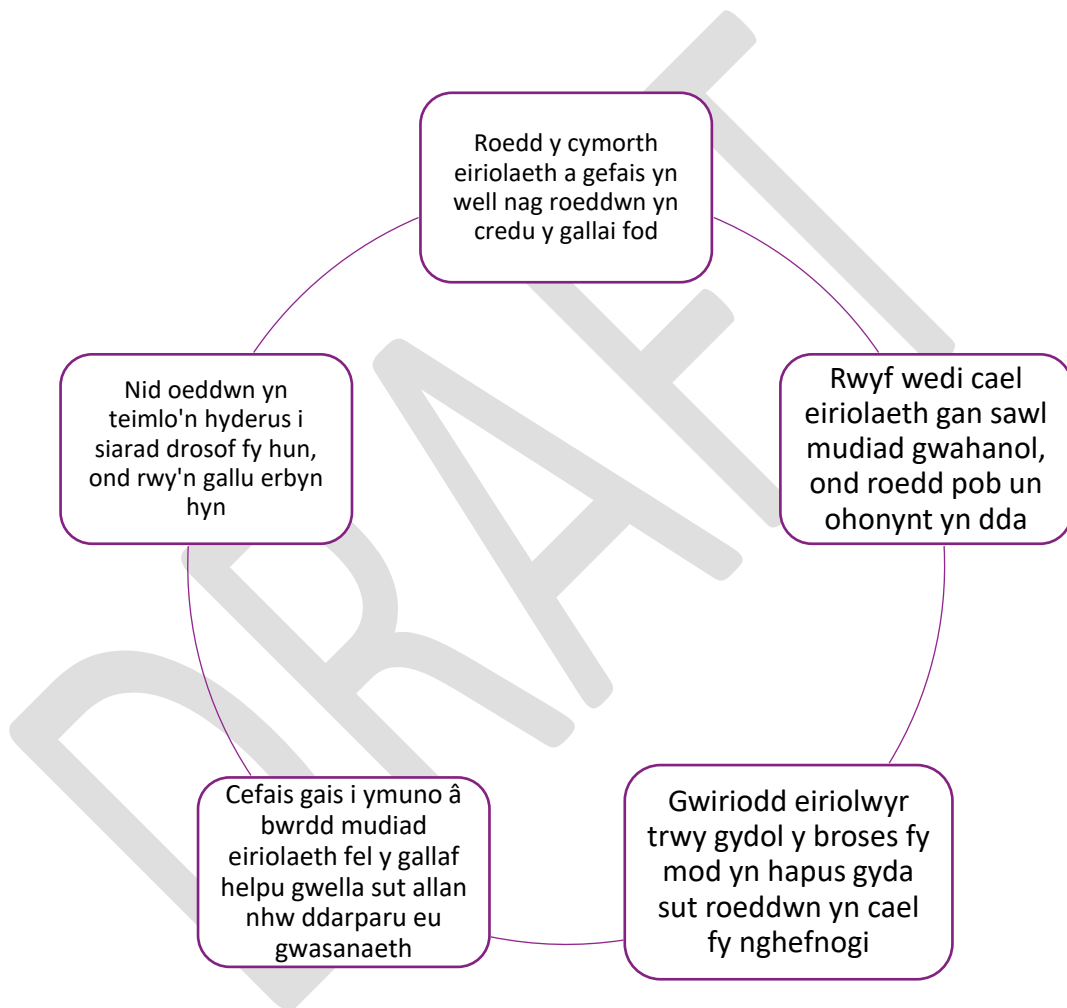 Roedd y cymorth
eiriolaeth a gefais yn
well nag roeddwn yn
credu y gallai fod
Rwyf wedi cael
eiriolaeth gan sawl
mudiad gwahanol,
ond roedd pob un
ohonynt yn dda
Gwiriodd eiriolwyr
trwy gydol y broses fy
mod yn hapus gyda
sut roeddwn yn cael
fy nghefnogi
Cefais gais i ymuno â
bwrdd mudiad
eiriolaeth fel y gallaf
helpu gwella sut allan
nhw ddarparu eu
gwasanaeth
Nid oeddwn yn
teimlo'n hyderus i
siarad drosof fy hun,
ond rwy'n gallu erbyn
hyn
DRAFT